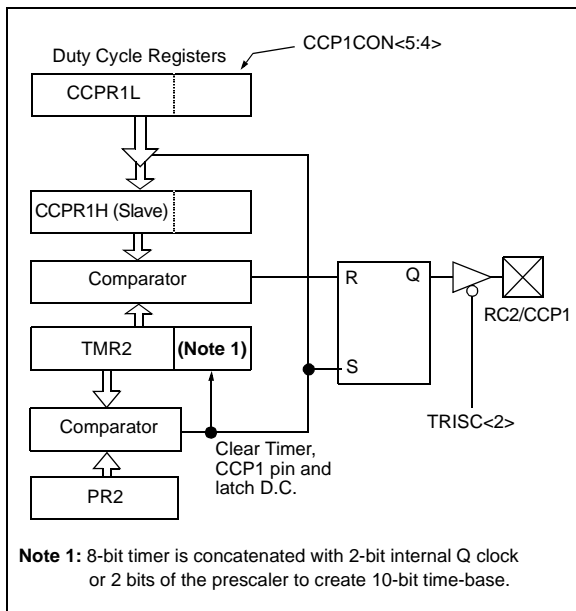 CCP1CON<5:4>
Duty Cycle Registers
CCPR1L
CCPR1H (Slave)
Comparator
R
Q
RC2/CCP1
TMR2
(Note 1)
S
TRISC<2>
Comparator
Clear Timer,
CCP1 pin and
latch D.C.
PR2
Note 1: 8-bit timer is concatenated with 2-bit internal Q clock
or 2 bits of the prescaler to create 10-bit time-base.